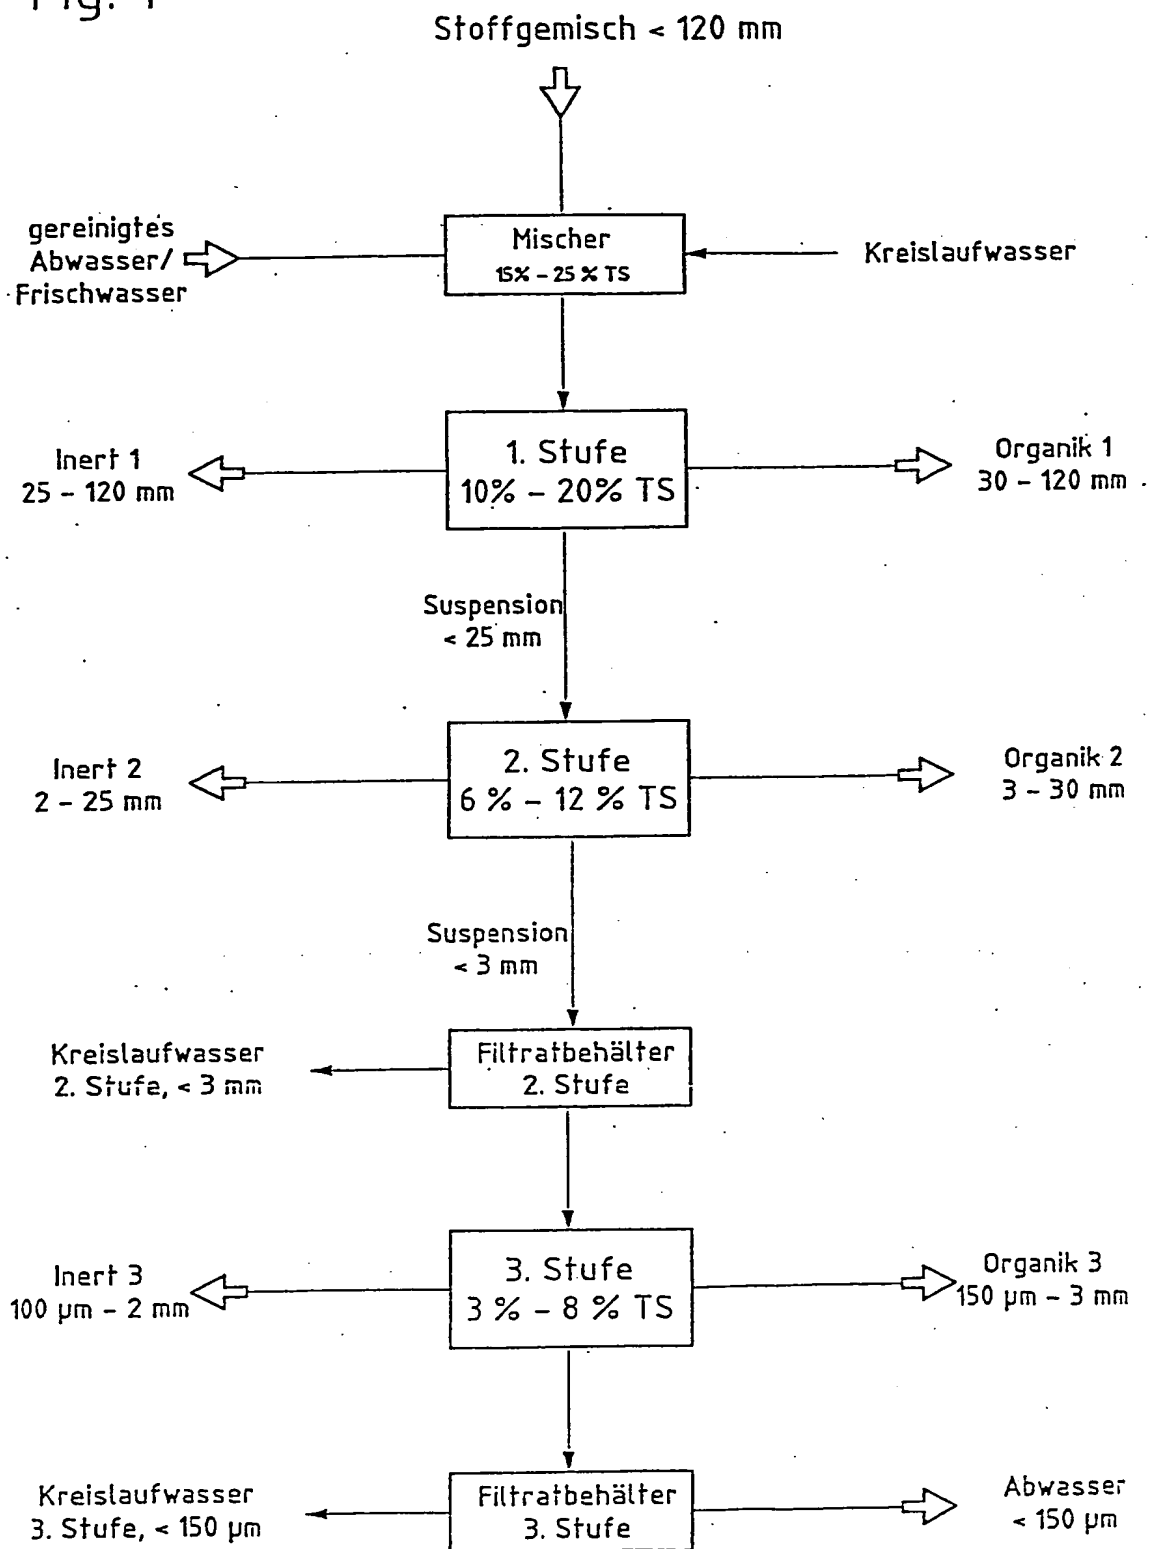 Fig. 1
Stoffgemisch < 120 mm
gereinigtes
Abwasser/
Frischwasser
Mischer
15% - 25 % TS
Kreislaufwasser
Inert 1
25 - 120 mm
1. Stufe
10% - 20% TS
Organik 1
30 - 120 mm
Suspension
< 25 mm
Inert 2
2 - 25 mm
2. Stufe
6 % - 12 % TS
Organik 2
3 - 30 mm
Suspension
< 3 mm
Kreislaufwasser
2. Stufe, < 3 mm
Filtratbehälter
2. Stufe
Inert 3
100 µm - 2 mm
3. Stufe
3 % - 8 % TS
Organik 3
150 µm - 3 mm
Kreislaufwasser
3. Stufe, < 150 µm
Filtratbehälter
3. Stufe
Abwasser
< 150 µm